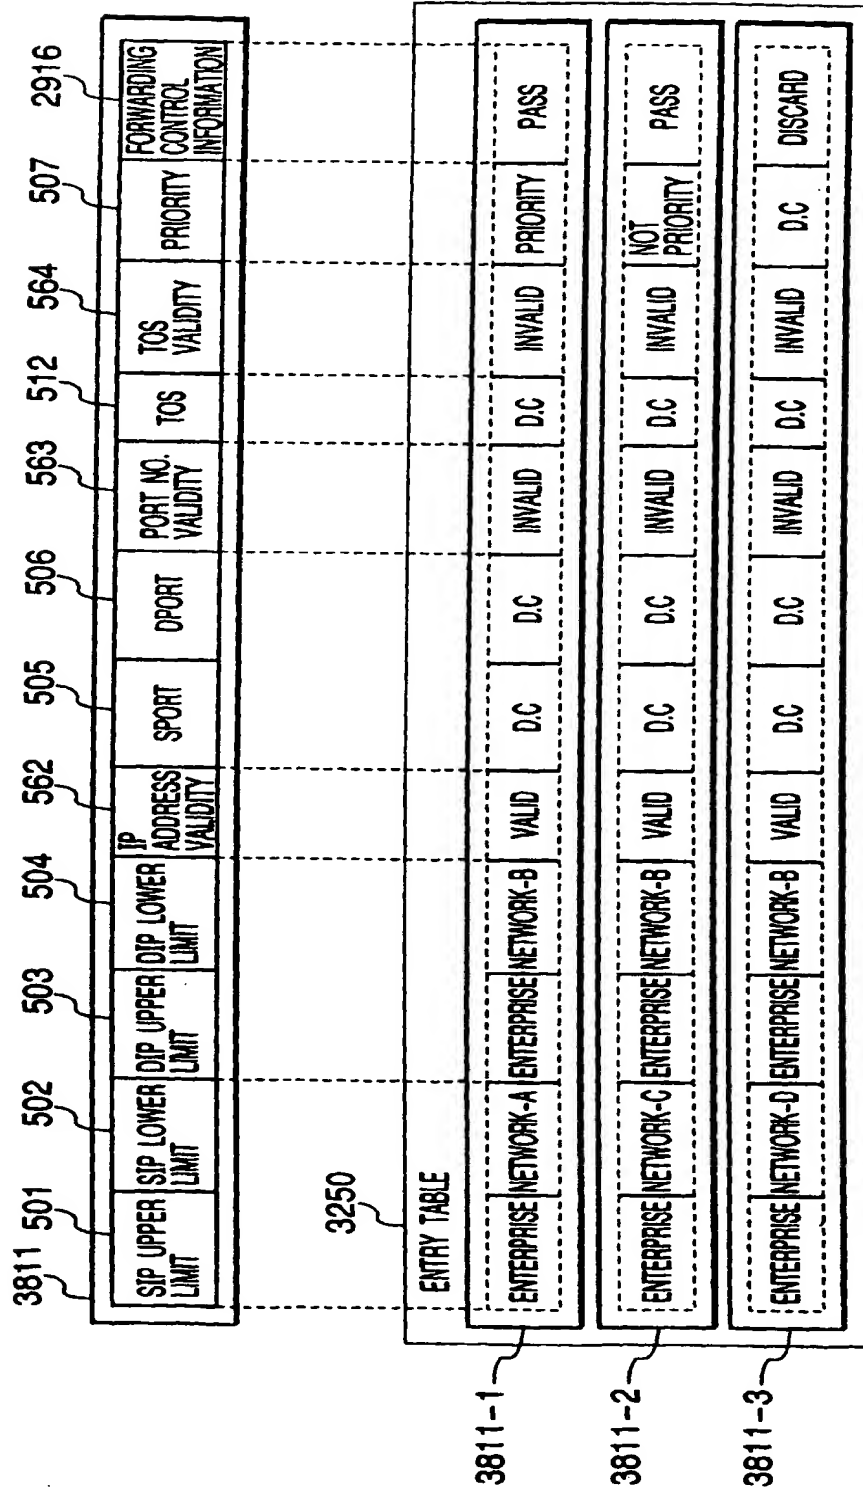 3811 501 502 503 504 562 505 506 563 512 564 507 2916
SIP UPPER LIMIT
SIP LOWER LIMIT
DIP UPPER LIMIT
DIP LOWER LIMIT
IP ADDRESS VALIDITY
SPORT
DPORT
PORT NO. VALIDITY
TOS
TOS VALIDITY
PRIORITY
FORWARDING CONTROL INFORMATION
3250
ENTRY TABLE
3811-1
ENTERPRISE NETWORK-A ENTERPRISE NETWORK-B VALID D.C D.C INVALID D.C INVALID PRIORITY PASS
3811-2
ENTERPRISE NETWORK-C ENTERPRISE NETWORK-B VALID D.C D.C INVALID D.C INVALID NOT PRIORITY PASS
3811-3
ENTERPRISE NETWORK-D ENTERPRISE NETWORK-B VALID D.C D.C INVALID D.C INVALID D.C DISCARD